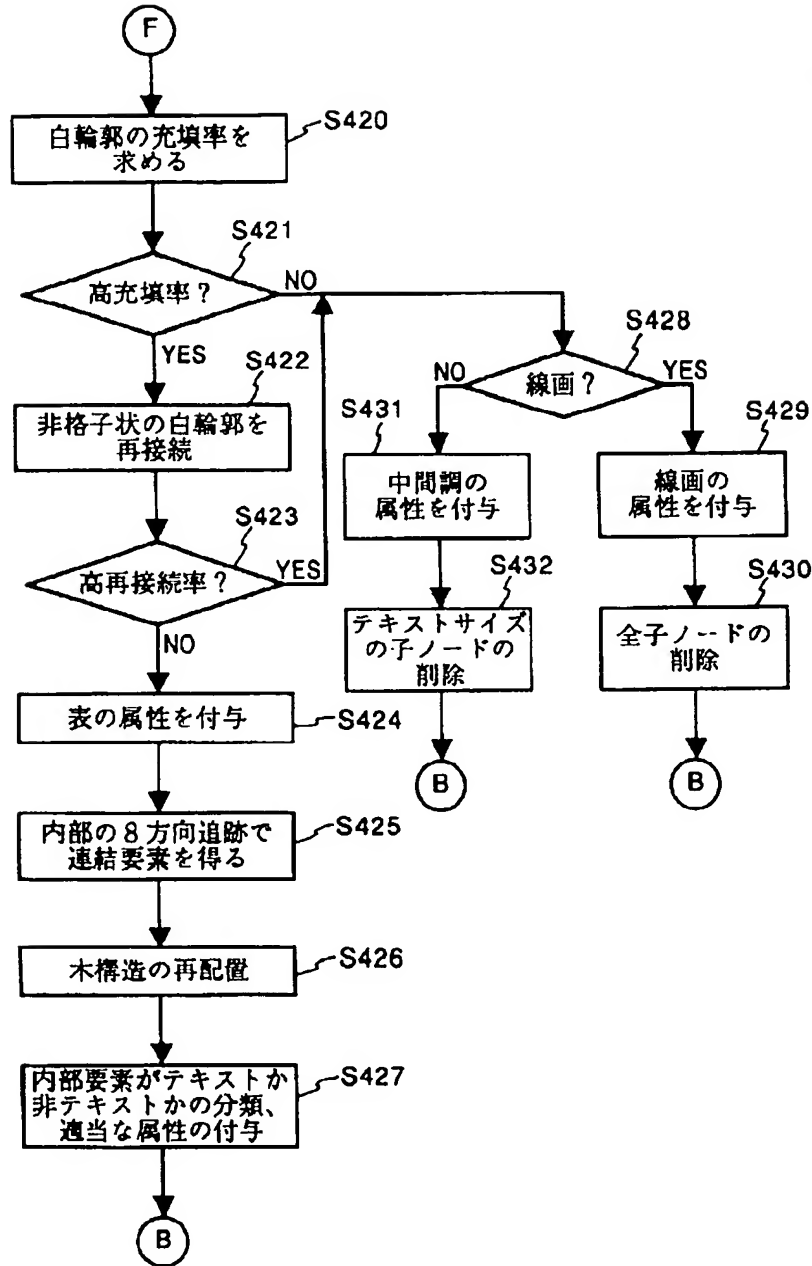 F
白輪郭の充填率を
求める
S420
高充填率?
S421
NO
YES
非格子状の白輪郭を
再接続
S422
高再接続率?
S423
YES
NO
表の属性を付与
S424
内部の8方向追跡で
連結要素を得る
S425
木構造の再配置
S426
内部要素がテキストか
非テキストかの分類、
適当な属性の付与
S427
B
線画?
S428
NO
YES
S431
中間調の
属性を付与
S432
テキストサイズ
の子ノードの
削除
B
S429
線画の
属性を付与
S430
全子ノードの
削除
B